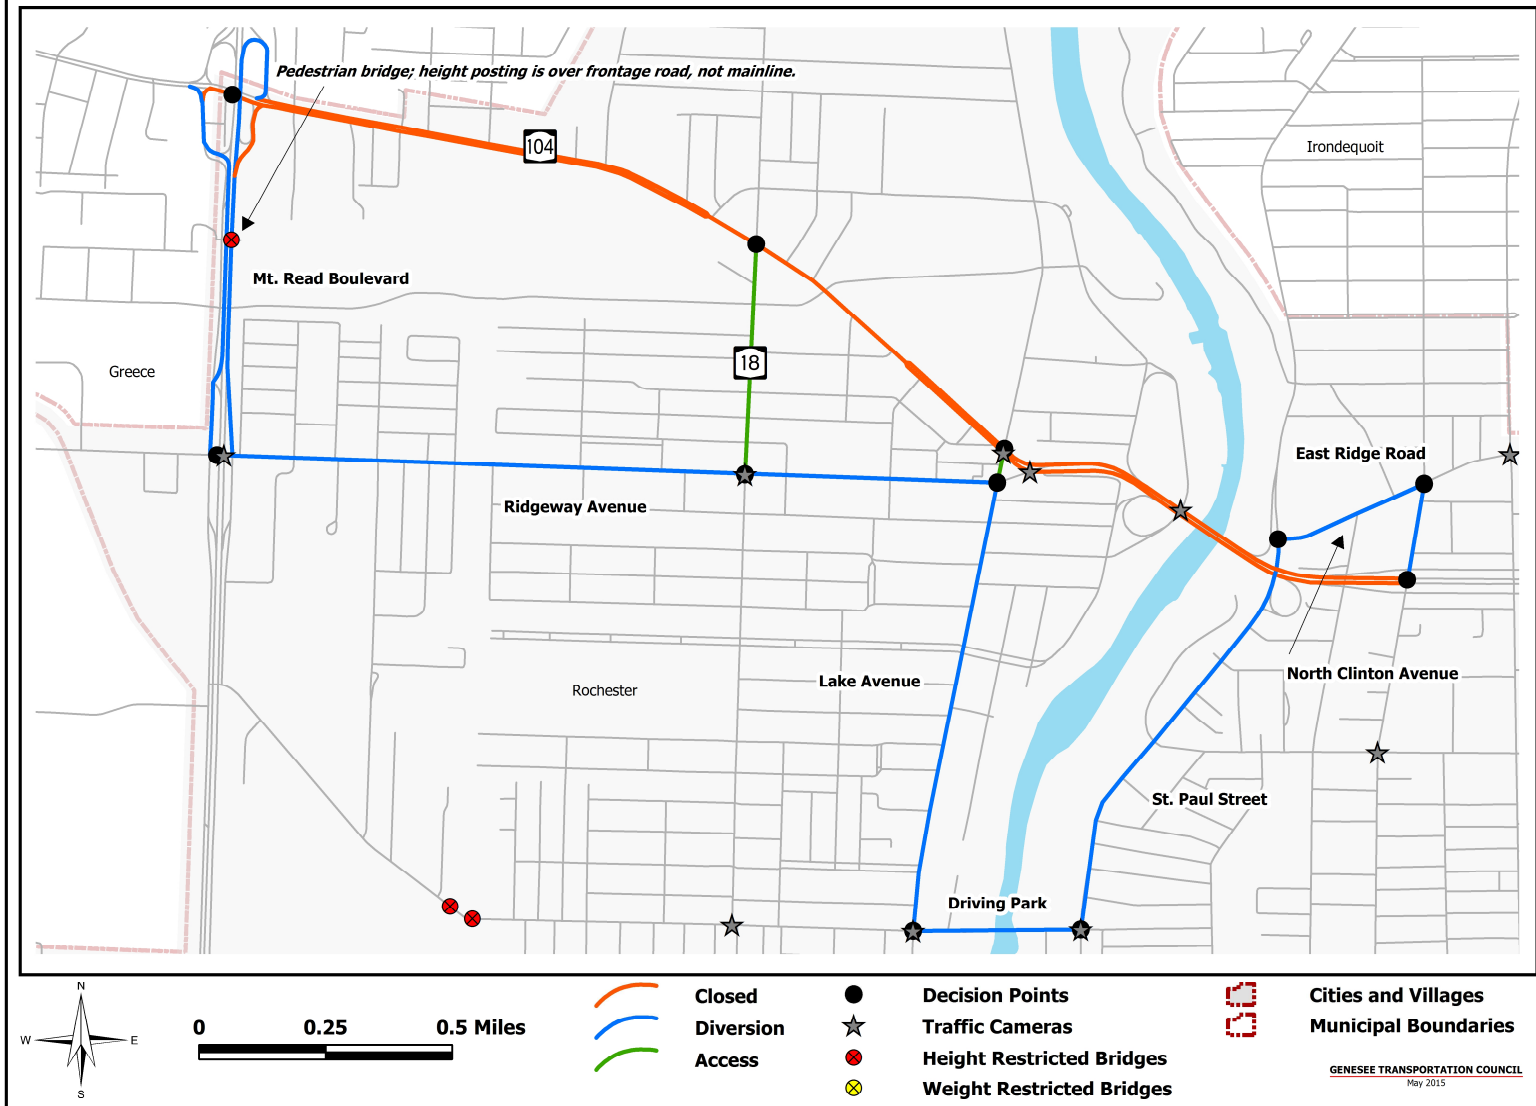 Pedestrian bridge; height posting is over frontage road, not mainline.
104
Irondequoit
Mt. Read Boulevard
18
Greece
East Ridge Road
Ridgeway Avenue
North Clinton Avenue
Lake Avenue
Rochester
St. Paul Street
Driving Park
N
W
E
S
0 0.25 0.5 Miles
Closed
Diversion
Access
Decision Points
Traffic Cameras
Height Restricted Bridges
Weight Restricted Bridges
Cities and Villages
Municipal Boundaries
GENESEE TRANSPORTATION COUNCIL
May 2015